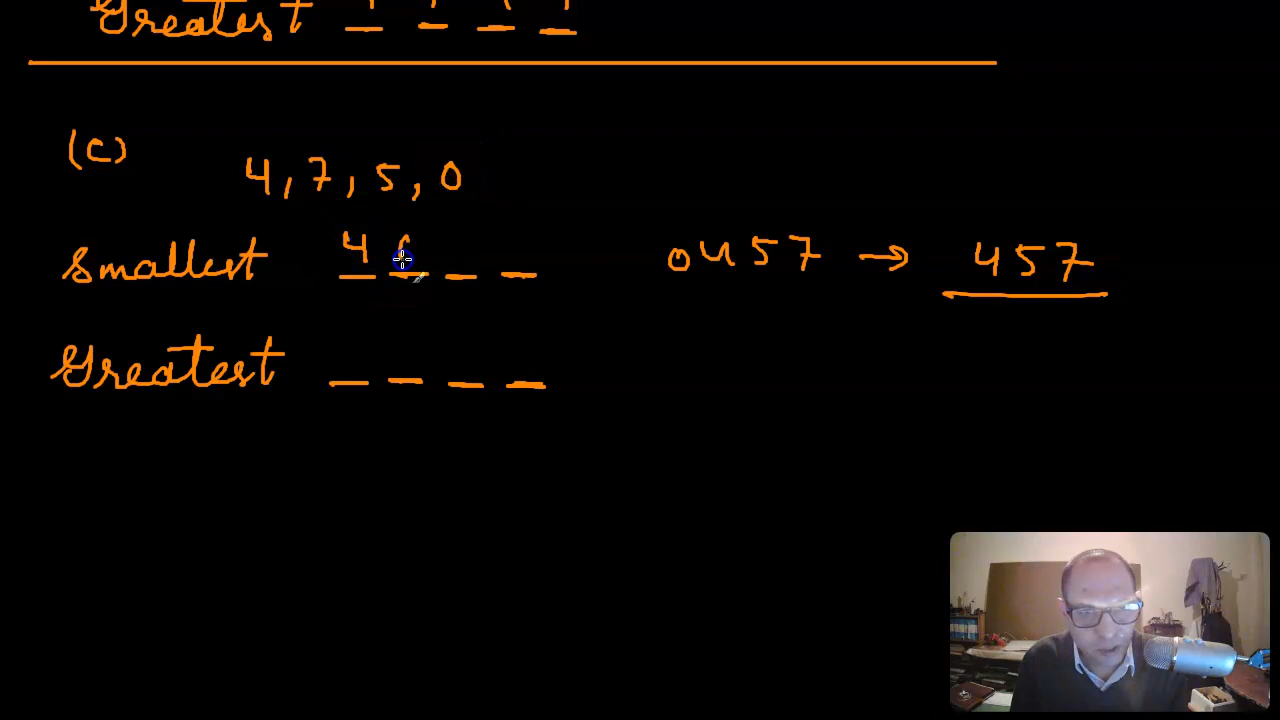 Greatest _ _ _ _
(C)
4, 7, 5, 0
Smallest 4 _ _ _
0457 → 457
Greatest _ _ _ _